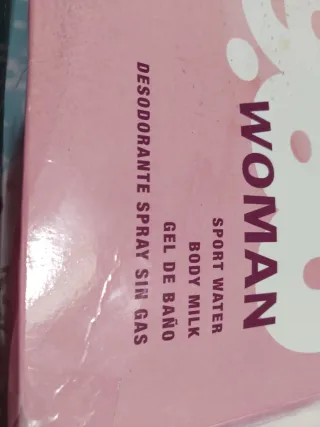 WOMAN
SPORT WATER
BODY MILK
GEL DE BAÑO
DESODORANTE SPRAY SIN GAS